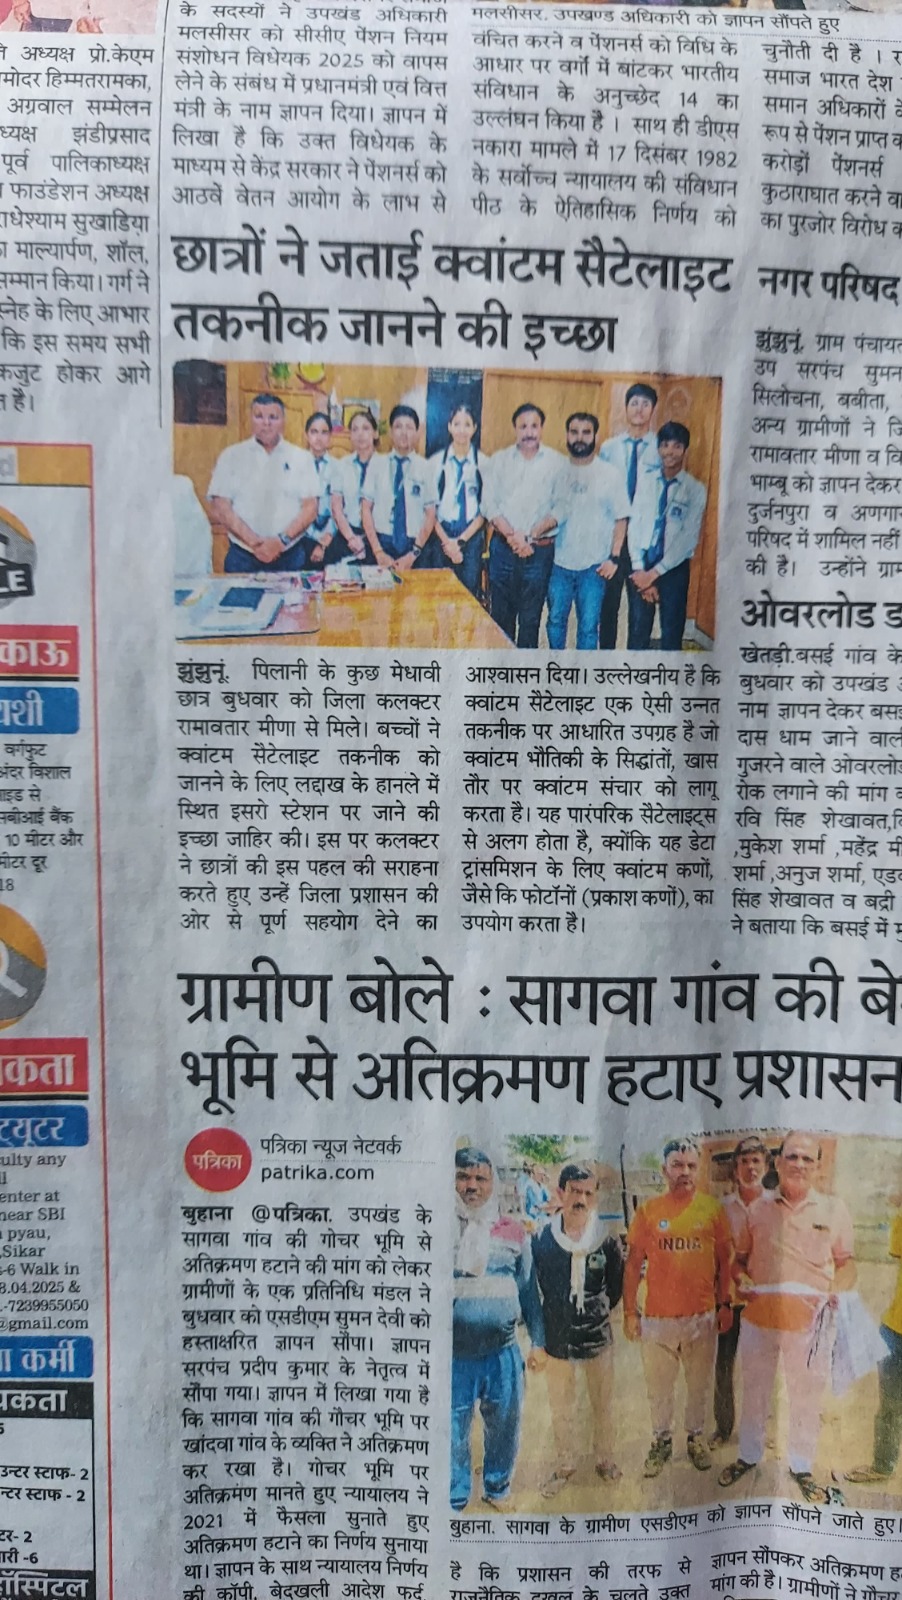 ने अध्यक्ष प्रो.केएम
मोदर हिम्मतरामका,
अग्रवाल सम्मेलन
ध्यक्ष झंडीप्रसाद
पूर्व पालिकाध्यक्ष
फाउंडेशन अध्यक्ष
राधेश्याम सुखाडिया
माल्यार्पण, शॉल,
सम्मान किया। गर्ग ने
स्नेह के लिए आभार
कि इस समय सभी
कजुट होकर आगे
त है।
के सदस्यों ने उपखंड अधिकारी
मलसीसर को सीसीए पेंशन नियम
संशोधन विधेयक 2025 को वापस
लेने के संबंध में प्रधानमंत्री एवं वित्त
मंत्री के नाम ज्ञापन दिया। ज्ञापन में
लिखा है कि उक्त विधेयक के
माध्यम से केंद्र सरकार ने पेंशनर्स को
आठवें वेतन आयोग के लाभ से
मलसीसर. उपखण्ड अधिकारी को ज्ञापन सौंपते हुए
वंचित करने व पेंशनर्स को विधि के
आधार पर वर्गों में बांटकर भारतीय
संविधान के अनुच्छेद 14 का
उल्लंघन किया है । साथ ही डीएस
नकारा मामले में 17 दिसंबर 1982
के सर्वोच्च न्यायालय की संविधान
पीठ के ऐतिहासिक निर्णय को
चुनौती दी है ।
समाज भारत देश
समान अधिकारों
रूप से पेंशन प्राप्त
करोड़ों पेंशनर्स
कुठाराघात करने
का पुरजोर विरोध
छात्रों ने जताई क्वांटम सैटेलाइट
तकनीक जानने की इच्छा
झुंझुनूं. पिलानी के कुछ मेधावी
छात्र बुधवार को जिला कलक्टर
रामावतार मीणा से मिले। बच्चों ने
क्वांटम सैटेलाइट तकनीक को
जानने के लिए लद्दाख के हानले में
स्थित इसरो स्टेशन पर जाने की
इच्छा जाहिर की। इस पर कलक्टर
ने छात्रों की इस पहल की सराहना
करते हुए उन्हें जिला प्रशासन की
ओर से पूर्ण सहयोग देने का
आश्वासन दिया। उल्लेखनीय है कि
क्वांटम सैटेलाइट एक ऐसी उन्नत
तकनीक पर आधारित उपग्रह है जो
क्वांटम भौतिकी के सिद्धांतों, खास
तौर पर क्वांटम संचार को लागू
करता है। यह पारंपरिक सैटेलाइट्स
से अलग होता है, क्योंकि यह डेटा
ट्रांसमिशन के लिए क्वांटम कणों,
जैसे कि फोटॉनों (प्रकाश कणों), का
उपयोग करता है।
नगर परिषद
झुंझुनूं. ग्राम पंचायत
उप सरपंच सुमन
सिलोचना, बबीता,
अन्य ग्रामीणों ने
रामावतार मीणा व
भाम्बू को ज्ञापन देकर
दुर्जनपुरा व
परिषद में शामिल नहीं
की है। उन्होंने
ओवरलोड
खेतड़ी.बसई गांव के
बुधवार को उपखंड
नाम ज्ञापन देकर
दास धाम जाने
गुजरने वाले
रोक लगाने की मांग
रवि सिंह शेखावत,
,मुकेश शर्मा ,महेंद्र
शर्मा ,अनुज शर्मा,
सिंह शेखावत व बद्री
ने बताया कि बसई में
ग्रामीण बोले : सागवा गांव की
भूमि से अतिक्रमण हटाए प्रशासन
पत्रिका
पत्रिका न्यूज नेटवर्क
patrika.com
बुहाना @पत्रिका. उपखंड के
सागवा गांव की गोचर भूमि से
अतिक्रमण हटाने की मांग को लेकर
ग्रामीणों के एक प्रतिनिधि मंडल ने
बुधवार को एसडीएम सुमन देवी को
हस्ताक्षरित ज्ञापन सौंपा। ज्ञापन
सरपंच प्रदीप कुमार के नेतृत्व में
सौंपा गया। ज्ञापन में लिखा गया है
कि सागवा गांव की गौचर भूमि पर
खांदवा गांव के व्यक्ति ने अतिक्रमण
कर रखा है। गोचर भूमि पर
अतिक्रमंण मानते हुए न्यायालय ने
2021 में फैसला सुनाते हुए
अतिक्रमण हटाने का निर्णय सुनाया
था। ज्ञापन के साथ न्यायालय निर्णय
की कॉपी, बेदखली आदेश फर्द,
INDIA
बुहाना. सागवा के ग्रामीण एसडीएम को ज्ञापन सौंपने जाते हुए।
है कि प्रशासन की तरफ से
राजनैतिक दखल के चलते उक्त
ज्ञापन सौंपकर अतिक्रमण
मांग की है। ग्रामीणों ने
LE
काऊ
वर्गफुट
अंदर विशाल
साइड से
बैंक
10 मीटर और
मीटर दूर
18
कता
ट्यूटर
ulty any
enter at
near SBI
pyau,
,Sikar
-6 Walk in
8.04.2025 &
-7239955050
@gmail.com
कर्मी
यकता
उन्टर स्टाफ- 2
न्टर स्टाफ - 2
टर- 2
ारी -6
हॉस्पिटल